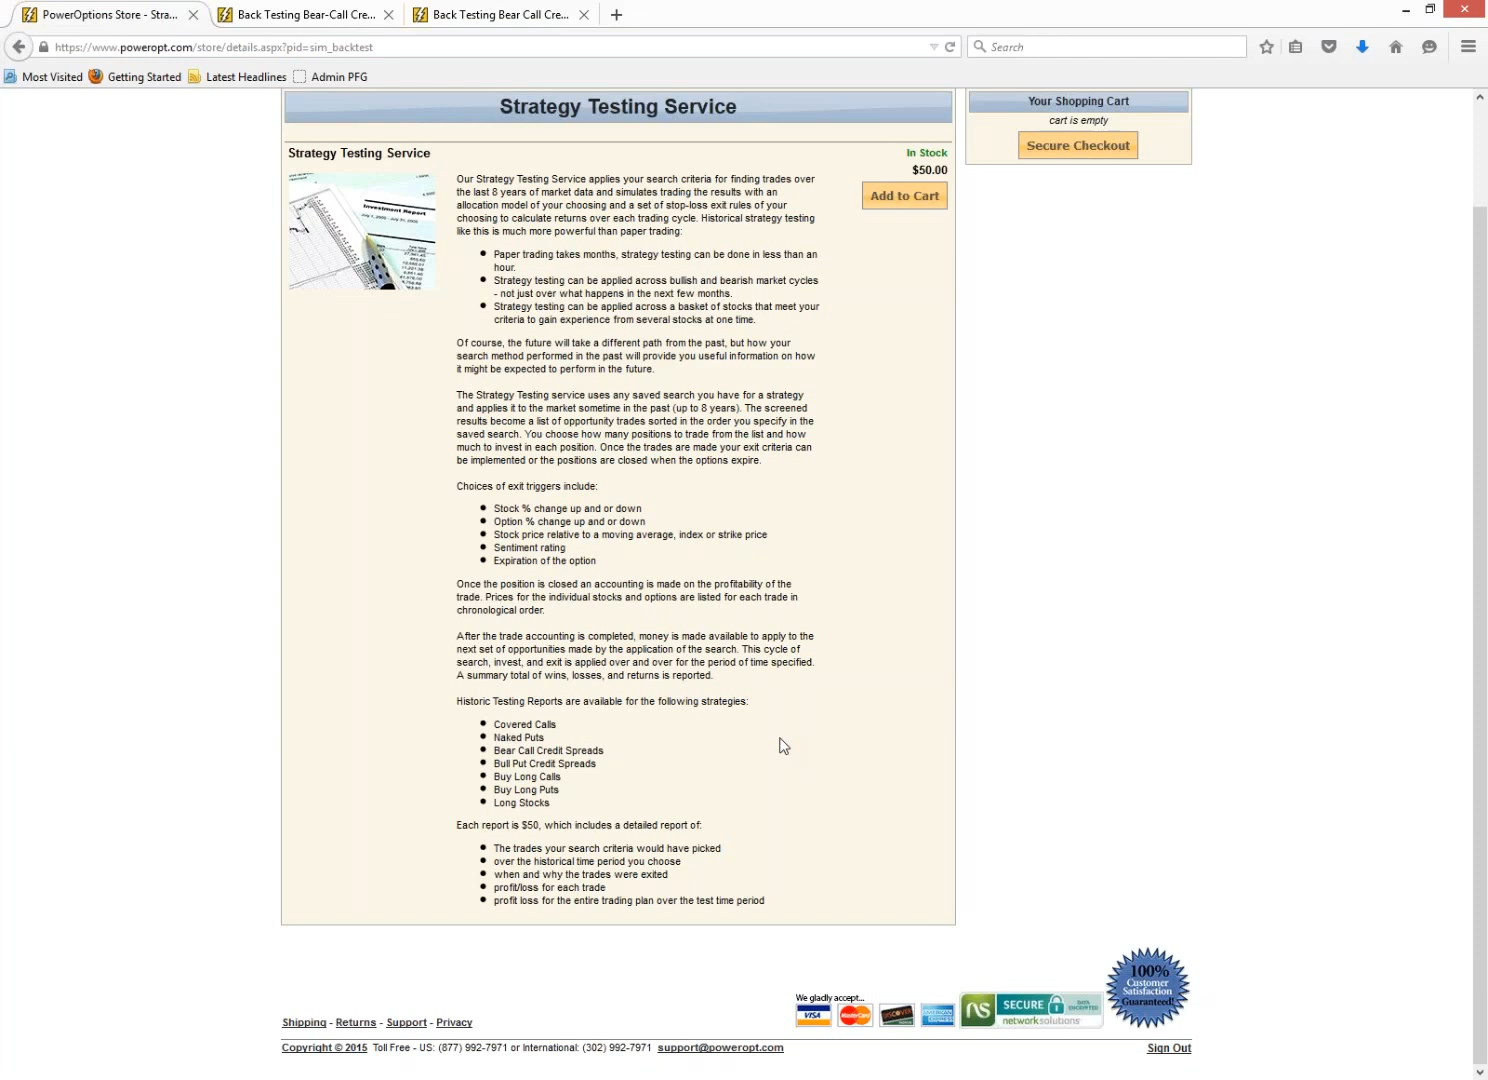 PowerOptions Store - Stra...
Back Testing Bear-Call Cre...
Back Testing Bear Call Cre...
https://www.poweropt.com/store/details.aspx?pid=sim_backtest
Search
Most Visited
Getting Started
Latest Headlines
Admin PFG
Strategy Testing Service
Your Shopping Cart
cart is empty
Secure Checkout
Strategy Testing Service
In Stock
$50.00
Add to Cart
Investment Report
Our Strategy Testing Service applies your search criteria for finding trades over
the last 8 years of market data and simulates trading the results with an
allocation model of your choosing and a set of stop-loss exit rules of your
choosing to calculate returns over each trading cycle. Historical strategy testing
like this is much more powerful than paper trading:
Paper trading takes months, strategy testing can be done in less than an
hour.
Strategy testing can be applied across bullish and bearish market cycles
- not just over what happens in the next few months.
Strategy testing can be applied across a basket of stocks that meet your
criteria to gain experience from several stocks at one time.
Of course, the future will take a different path from the past, but how your
search method performed in the past will provide you useful information on how
it might be expected to perform in the future.
The Strategy Testing service uses any saved search you have for a strategy
and applies it to the market sometime in the past (up to 8 years). The screened
results become a list of opportunity trades sorted in the order you specify in the
saved search. You choose how many positions to trade from the list and how
much to invest in each position. Once the trades are made your exit criteria can
be implemented or the positions are closed when the options expire.
Choices of exit triggers include:
Stock % change up and or down
Option % change up and or down
Stock price relative to a moving average, index or strike price
Sentiment rating
Expiration of the option
Once the position is closed an accounting is made on the profitability of the
trade. Prices for the individual stocks and options are listed for each trade in
chronological order.
After the trade accounting is completed, money is made available to apply to the
next set of opportunities made by the application of the search. This cycle of
search, invest, and exit is applied over and over for the period of time specified.
A summary total of wins, losses, and returns is reported.
Historic Testing Reports are available for the following strategies:
Covered Calls
Naked Puts
Bear Call Credit Spreads
Bull Put Credit Spreads
Buy Long Calls
Buy Long Puts
Long Stocks
Each report is $50, which includes a detailed report of:
The trades your search criteria would have picked
over the historical time period you choose
when and why the trades were exited
profit/loss for each trade
profit loss for the entire trading plan over the test time period
We gladly accept...
VISA
MasterCard
DISCOVER
ns
SECURE
DATA ENCRYPTED
networksolutions
100%
Customer
Satisfaction
Guaranteed!
Shipping - Returns - Support - Privacy
Copyright © 2015 Toll Free - US: (877) 992-7971 or International: (302) 992-7971 support@poweropt.com
Sign Out